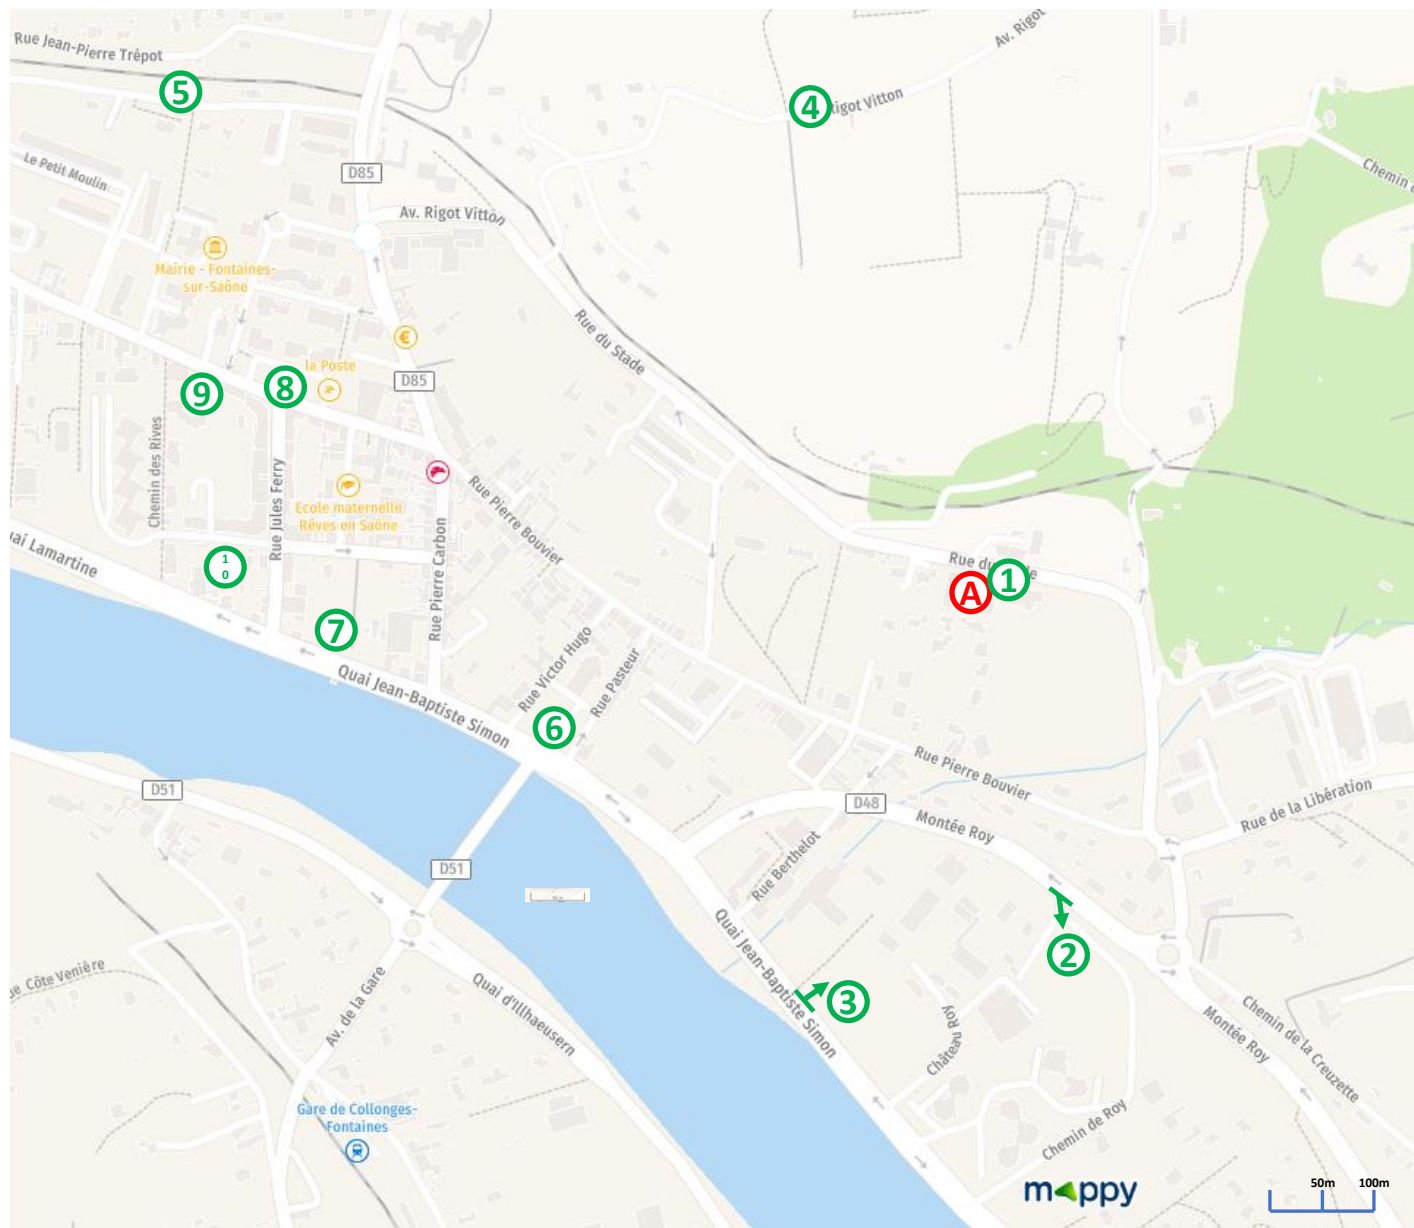 Rue Jean-Pierre Trépot
Av. Rigot
5
4
Rigot Vitton
D85
Le Petit Moulin
Chemin d
Av. Rigot Vitton
Mairie - Fontaines-
sur-Saône
€
Rue du Stade
la Poste
D85
9
8
Chemin des Rives
Rue Jules Ferry
Ecole maternelle
Rêves en Saône
Rue Pierre Bouvier
Rue Pierre Carbon
uai Lamartine
10
Rue du
A
1
7
Rue Victor Hugo
Rue Pasteur
Quai Jean-Baptiste Simon
6
Rue Pierre Bouvier
D51
D48
Montée Roy
Rue de la Libération
Rue Berthelot
D51
Quai Jean-Baptiste Simon
2
e Côte Venière
Av. de la Gare
Quai d'Illhaeusern
3
Château Roy
Montée Roy
Chemin de la Creuzette
Gare de Collonges-
Fontaines
Chemin de Roy
mappy
50m 100m